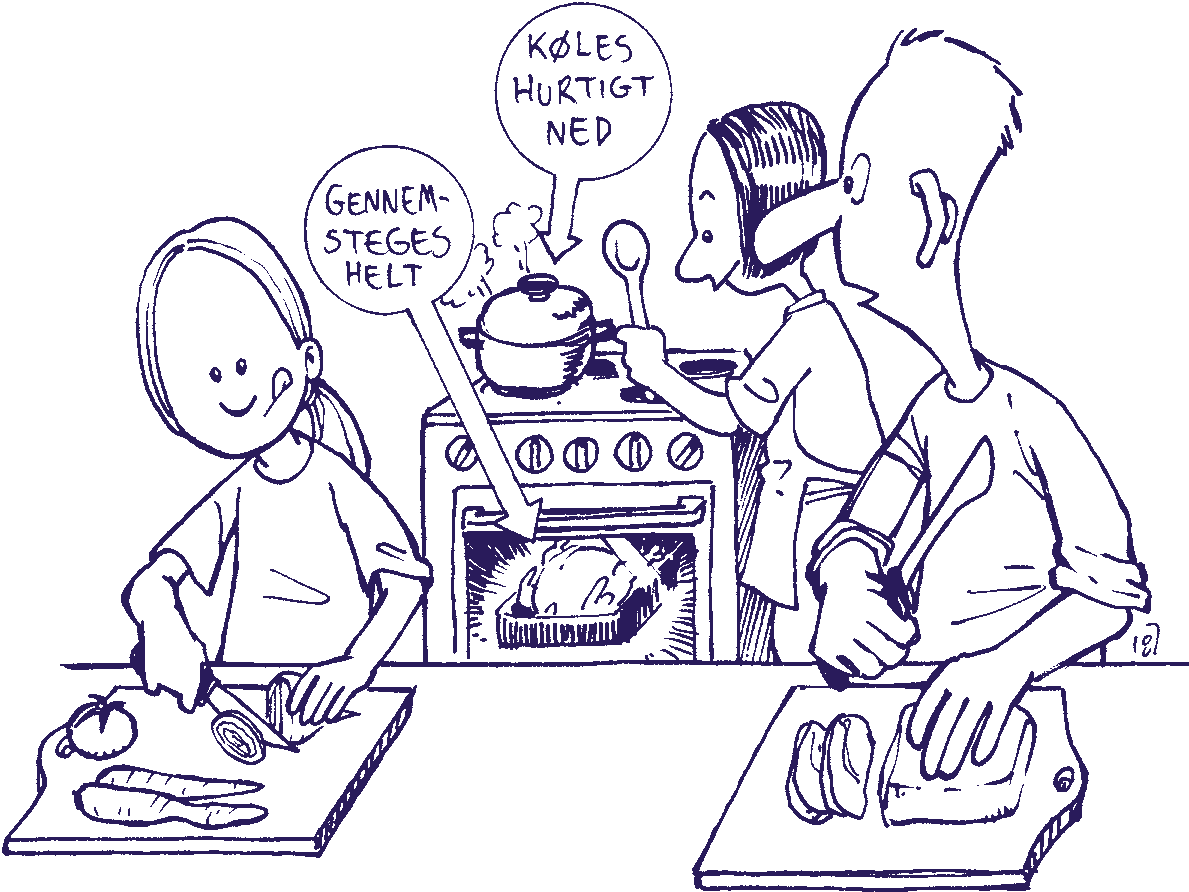 KØLES
HURTIGT
NED
GENNEM-
STEGES
HELT